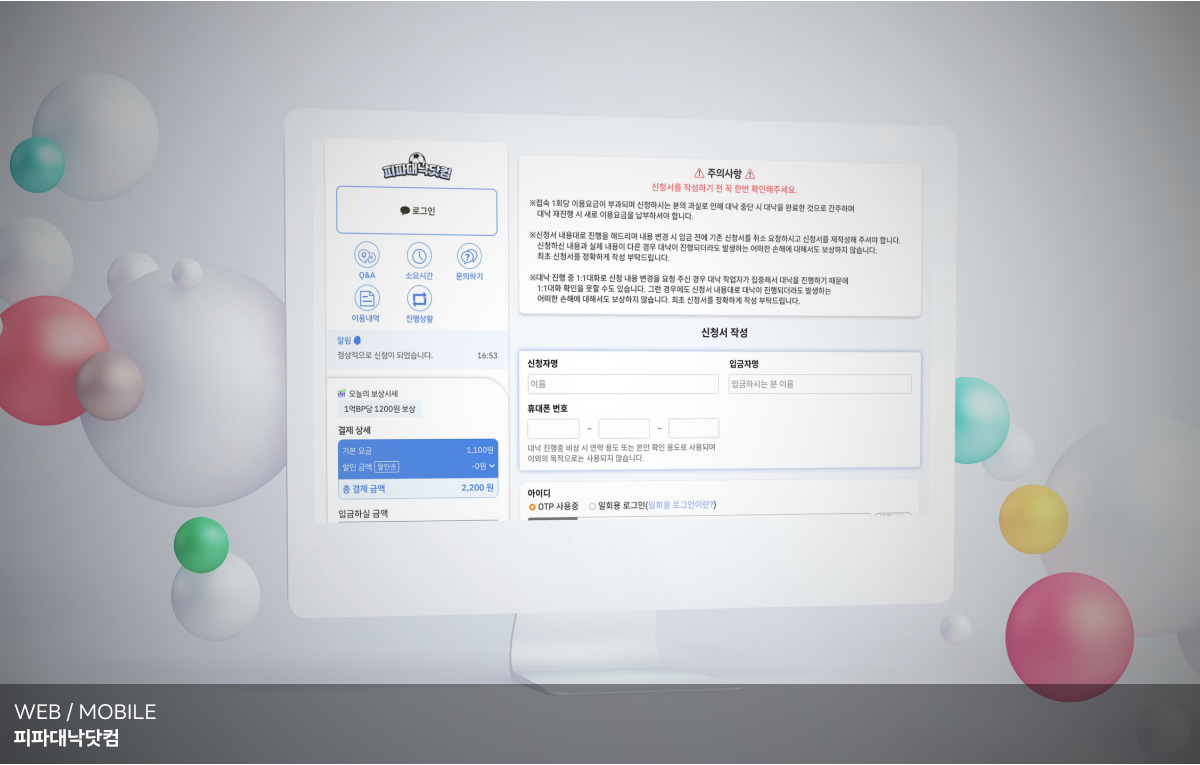 피파대낙닷컴
로그인
Q&A
소요시간
문의하기
이용내역
진행상황
알림
정상적으로 신청이 되었습니다. 16:53
오늘의 보상시세
1억BP당 1200원 보상
결제 상세
기본 요금 1,100원
할인 금액 할인권 -0원
총 결제 금액 2,200 원
입금하실 금액
⚠ 주의사항 ⚠
신청서를 작성하기 전 꼭 한번 확인해주세요.
※접속 1회당 이용요금이 부과되며 신청하시는 분의 과실로 인해 대낙 중단 시 대낙을 완료한 것으로 간주하며
대낙 재진행 시 새로 이용요금을 납부하셔야 합니다.
※신청서 내용대로 진행을 해드리며 내용 변경 시 입금 전에 기존 신청서를 취소 요청하시고 신청서를 재작성해 주셔야 합니다.
신청하신 내용과 실제 내용이 다른 경우 대낙이 진행되더라도 발생하는 어떠한 손해에 대해서도 보상하지 않습니다.
최초 신청서를 정확하게 작성 부탁드립니다.
※대낙 진행 중 1:1대화로 신청 내용 변경을 요청 주신 경우 대낙 작업자가 집중해서 대낙을 진행하기 때문에
1:1대화 확인을 못할 수도 있습니다. 그런 경우에도 신청서 내용대로 대낙이 진행되더라도 발생하는
어떠한 손해에 대해서도 보상하지 않습니다. 최초 신청서를 정확하게 작성 부탁드립니다.
신청서 작성
신청자명 입금자명
이름 입금하시는 분 이름
휴대폰 번호
– –
대낙 진행중 비상 시 연락 용도 또는 본인 확인 용도로 사용되며
이외의 목적으로는 사용되지 않습니다.
아이디
OTP 사용중 일회용 로그인(일회용 로그인이란?)
WEB / MOBILE
피파대낙닷컴